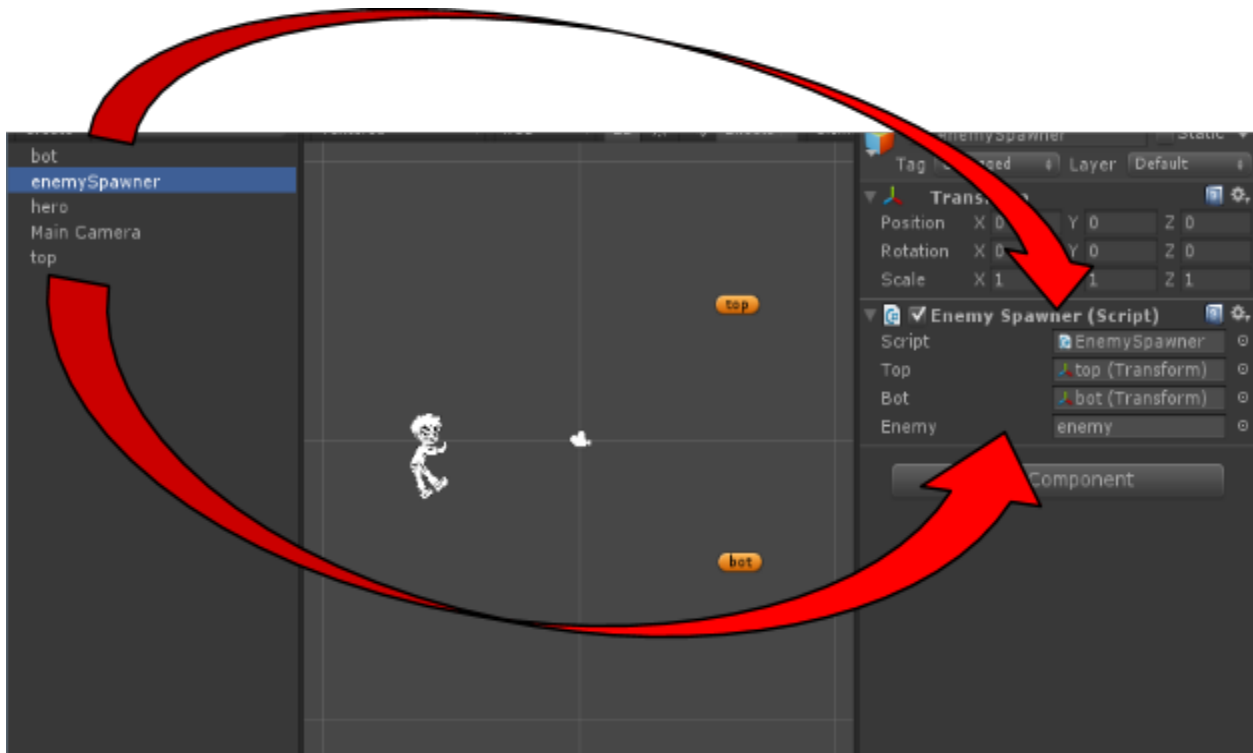 bot
enemySpawner
hero
Main Camera
top
top
bot
Static
Tag
Layer Default
Position X 0 Y 0 Z 0
Rotation X 0 Y 0 Z 0
Scale X 1 1 Z 1
Enemy Spawner (Script)
Script EnemySpawner
Top top (Transform)
Bot bot (Transform)
Enemy enemy
Component